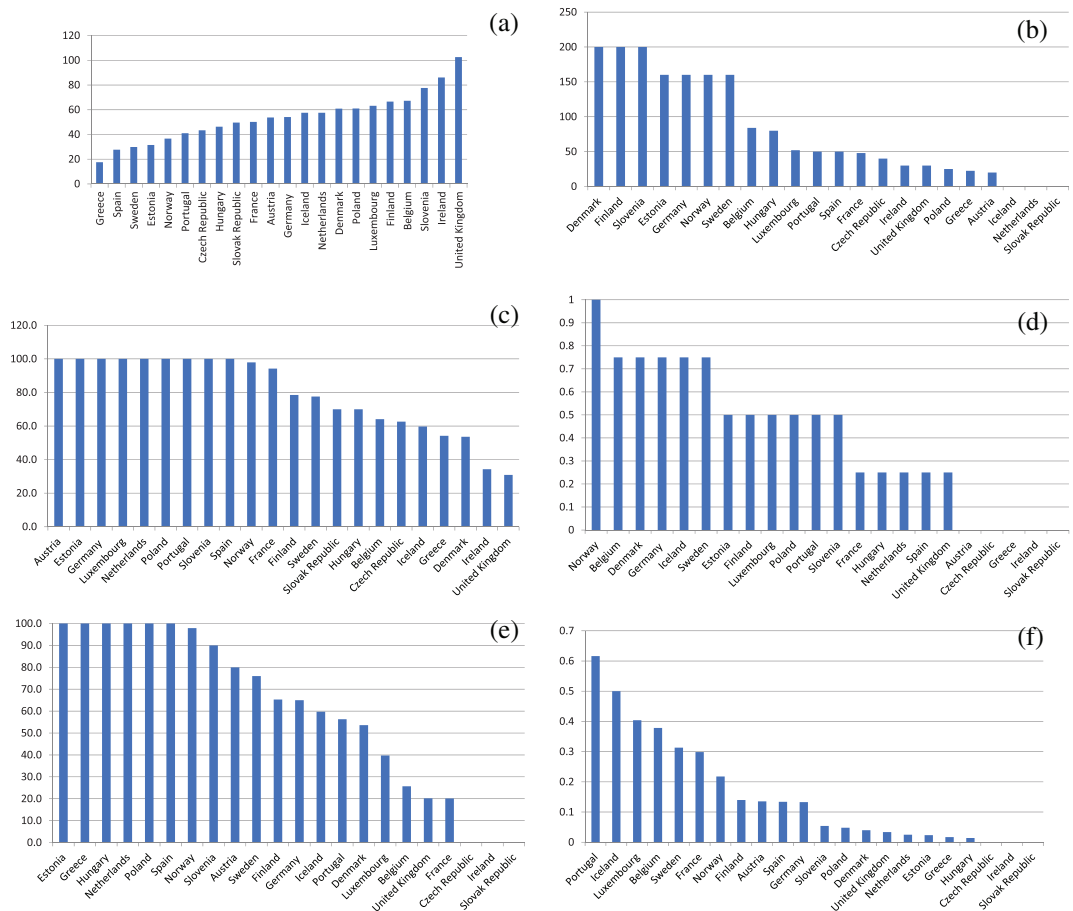 (a)
120
100
80
60
40
20
0
Greece
Spain
Sweden
Estonia
Norway
Portugal
Czech Republic
Hungary
Slovak Republic
France
Austria
Germany
Iceland
Netherlands
Denmark
Poland
Luxembourg
Finland
Belgium
Slovenia
Ireland
United Kingdom
(b)
250
200
150
100
50
0
Denmark
Finland
Slovenia
Estonia
Germany
Norway
Sweden
Belgium
Hungary
Luxembourg
Portugal
Spain
France
Czech Republic
Ireland
United Kingdom
Poland
Greece
Austria
Iceland
Netherlands
Slovak Republic
(c)
120.0
100.0
80.0
60.0
40.0
20.0
0.0
Austria
Estonia
Germany
Luxembourg
Netherlands
Poland
Portugal
Slovenia
Spain
Norway
France
Finland
Sweden
Slovak Republic
Hungary
Belgium
Czech Republic
Iceland
Greece
Denmark
Ireland
United Kingdom
(d)
1
0.9
0.8
0.7
0.6
0.5
0.4
0.3
0.2
0.1
0
Norway
Belgium
Denmark
Germany
Iceland
Sweden
Estonia
Finland
Luxembourg
Poland
Portugal
Slovenia
France
Hungary
Netherlands
Spain
United Kingdom
Austria
Czech Republic
Greece
Ireland
Slovak Republic
(e)
100.0
90.0
80.0
70.0
60.0
50.0
40.0
30.0
20.0
10.0
0.0
Estonia
Greece
Hungary
Netherlands
Poland
Spain
Norway
Slovenia
Austria
Sweden
Finland
Germany
Iceland
Portugal
Denmark
Luxembourg
Belgium
United Kingdom
France
Czech Republic
Ireland
Slovak Republic
(f)
0.7
0.6
0.5
0.4
0.3
0.2
0.1
0
Portugal
Iceland
Luxembourg
Belgium
Sweden
France
Norway
Finland
Austria
Spain
Germany
Slovenia
Poland
Denmark
United Kingdom
Netherlands
Estonia
Greece
Hungary
Czech Republic
Ireland
Slovak Republic